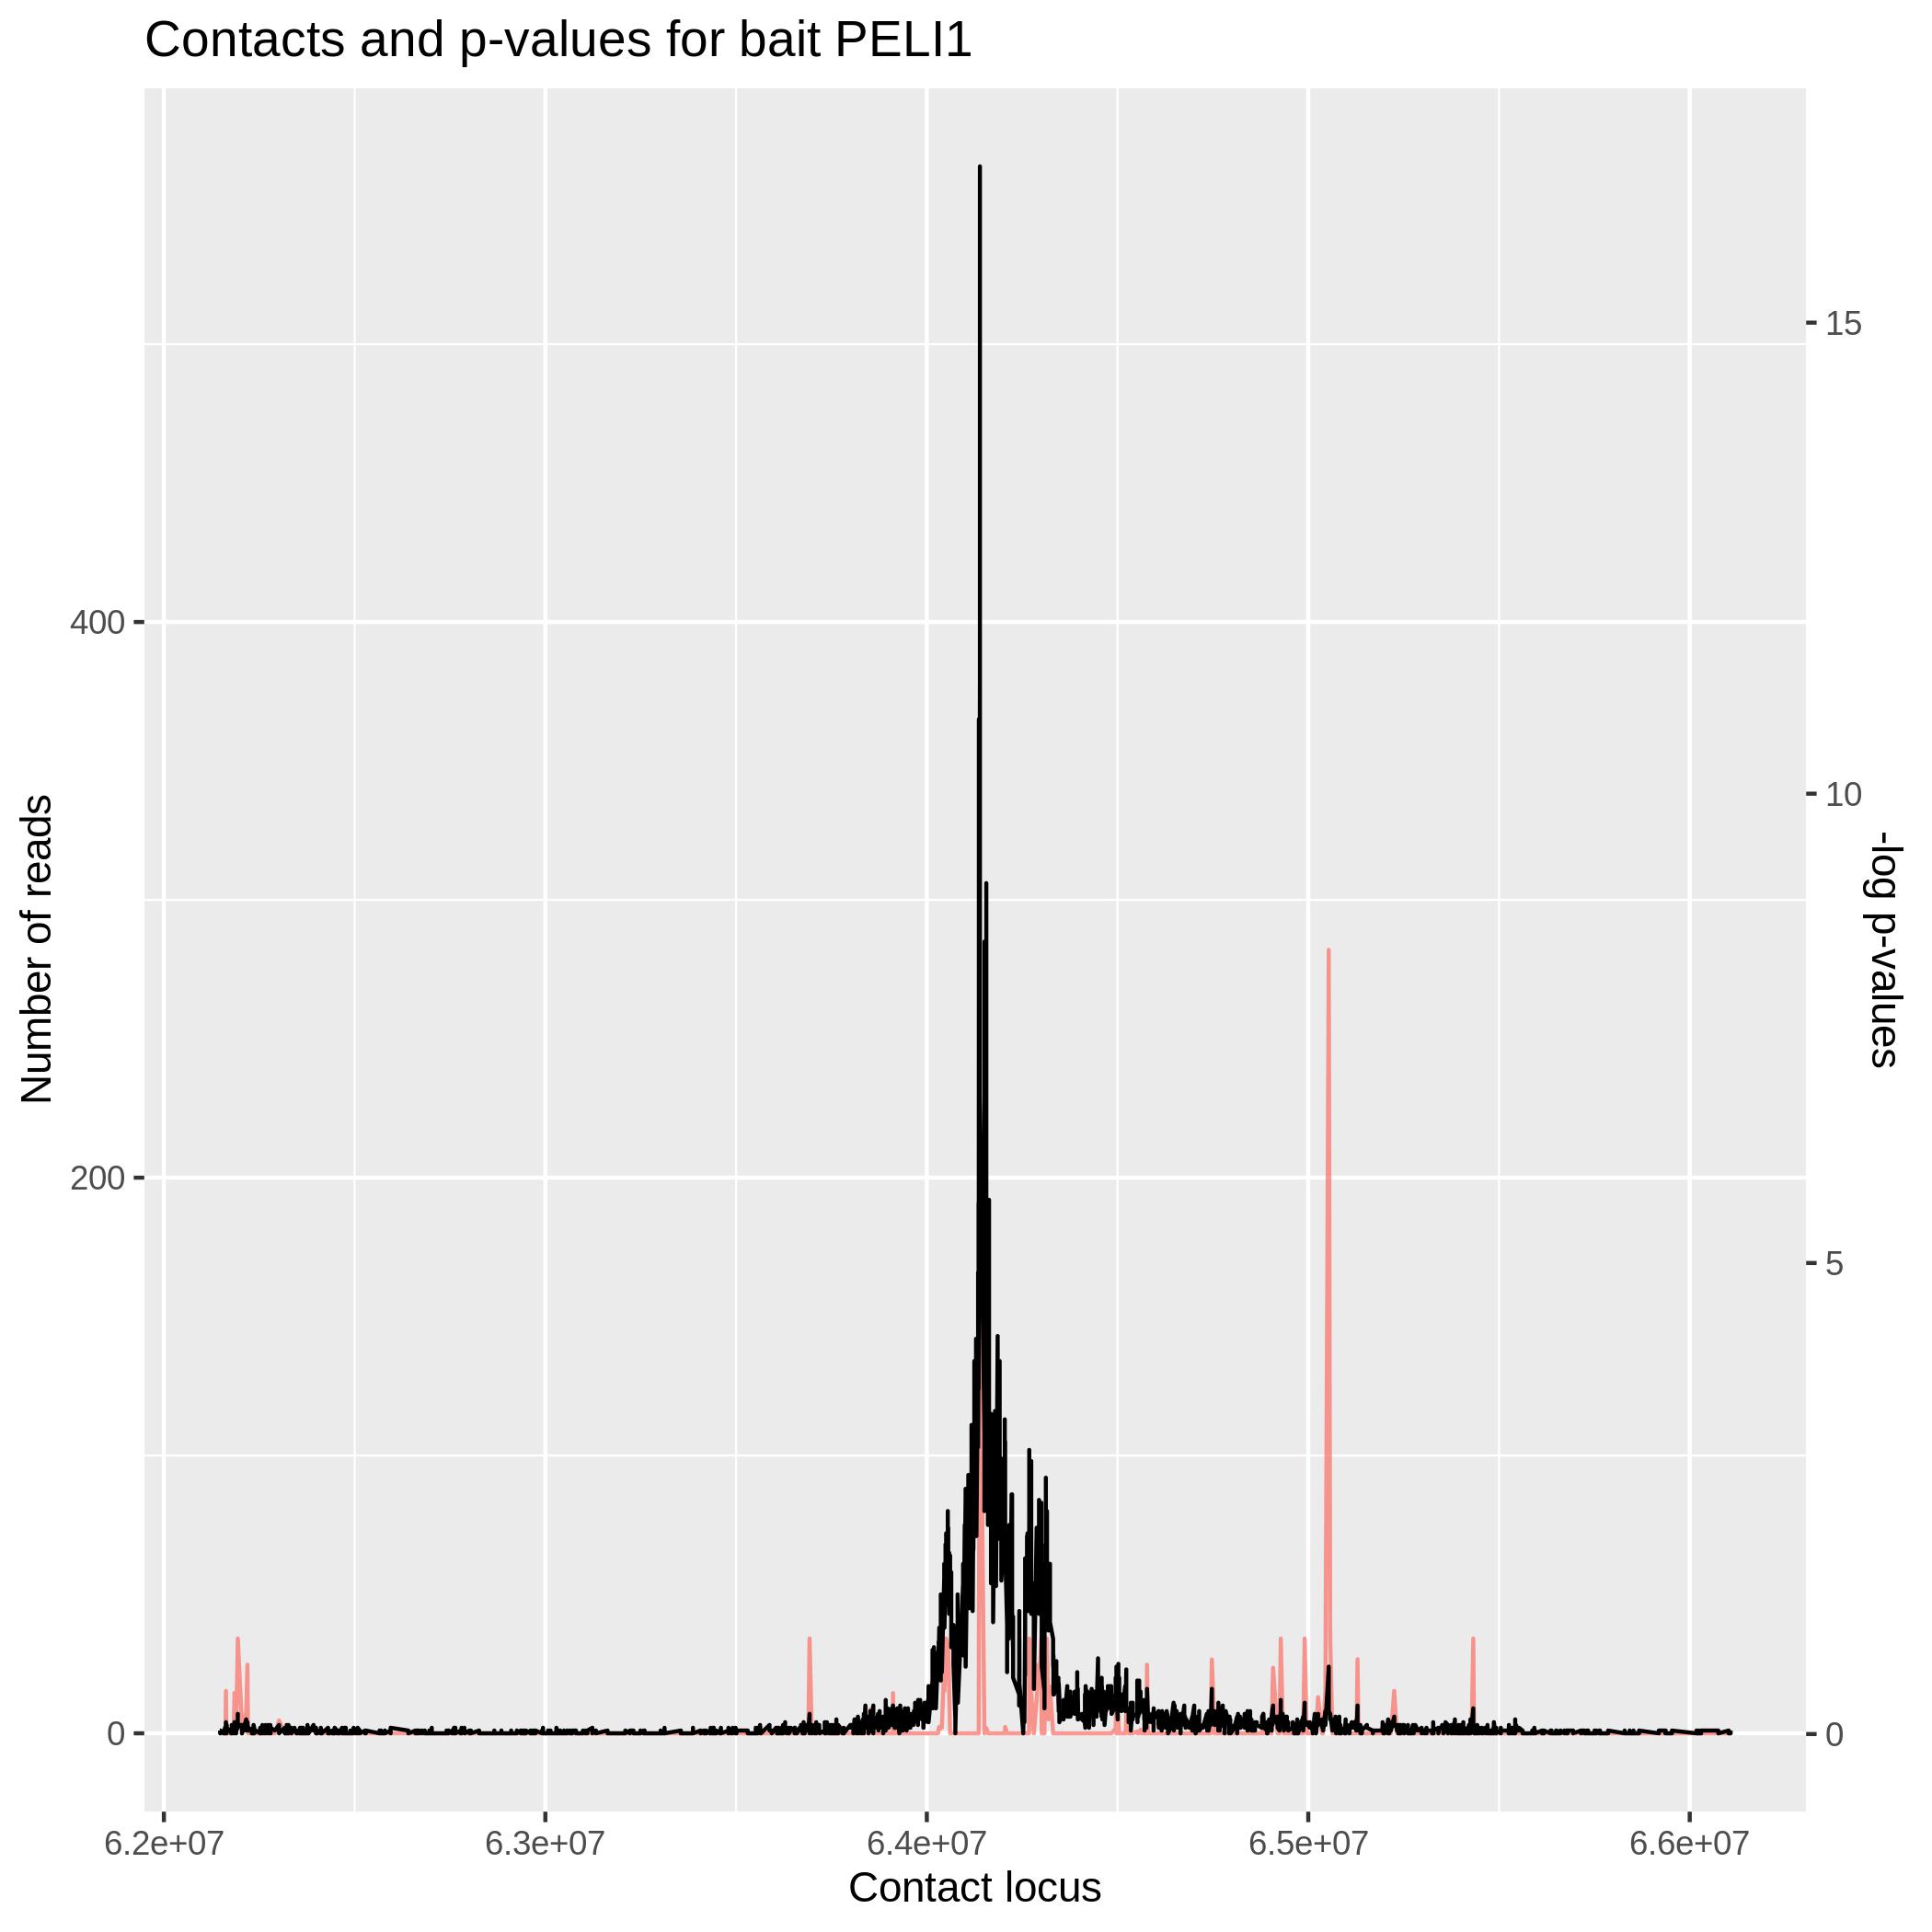 Contacts and p-values for bait PELI1
Number of reads
400
200
0
15
10
5
0
-log p-values
6.2e+07 6.3e+07 6.4e+07 6.5e+07 6.6e+07
Contact locus